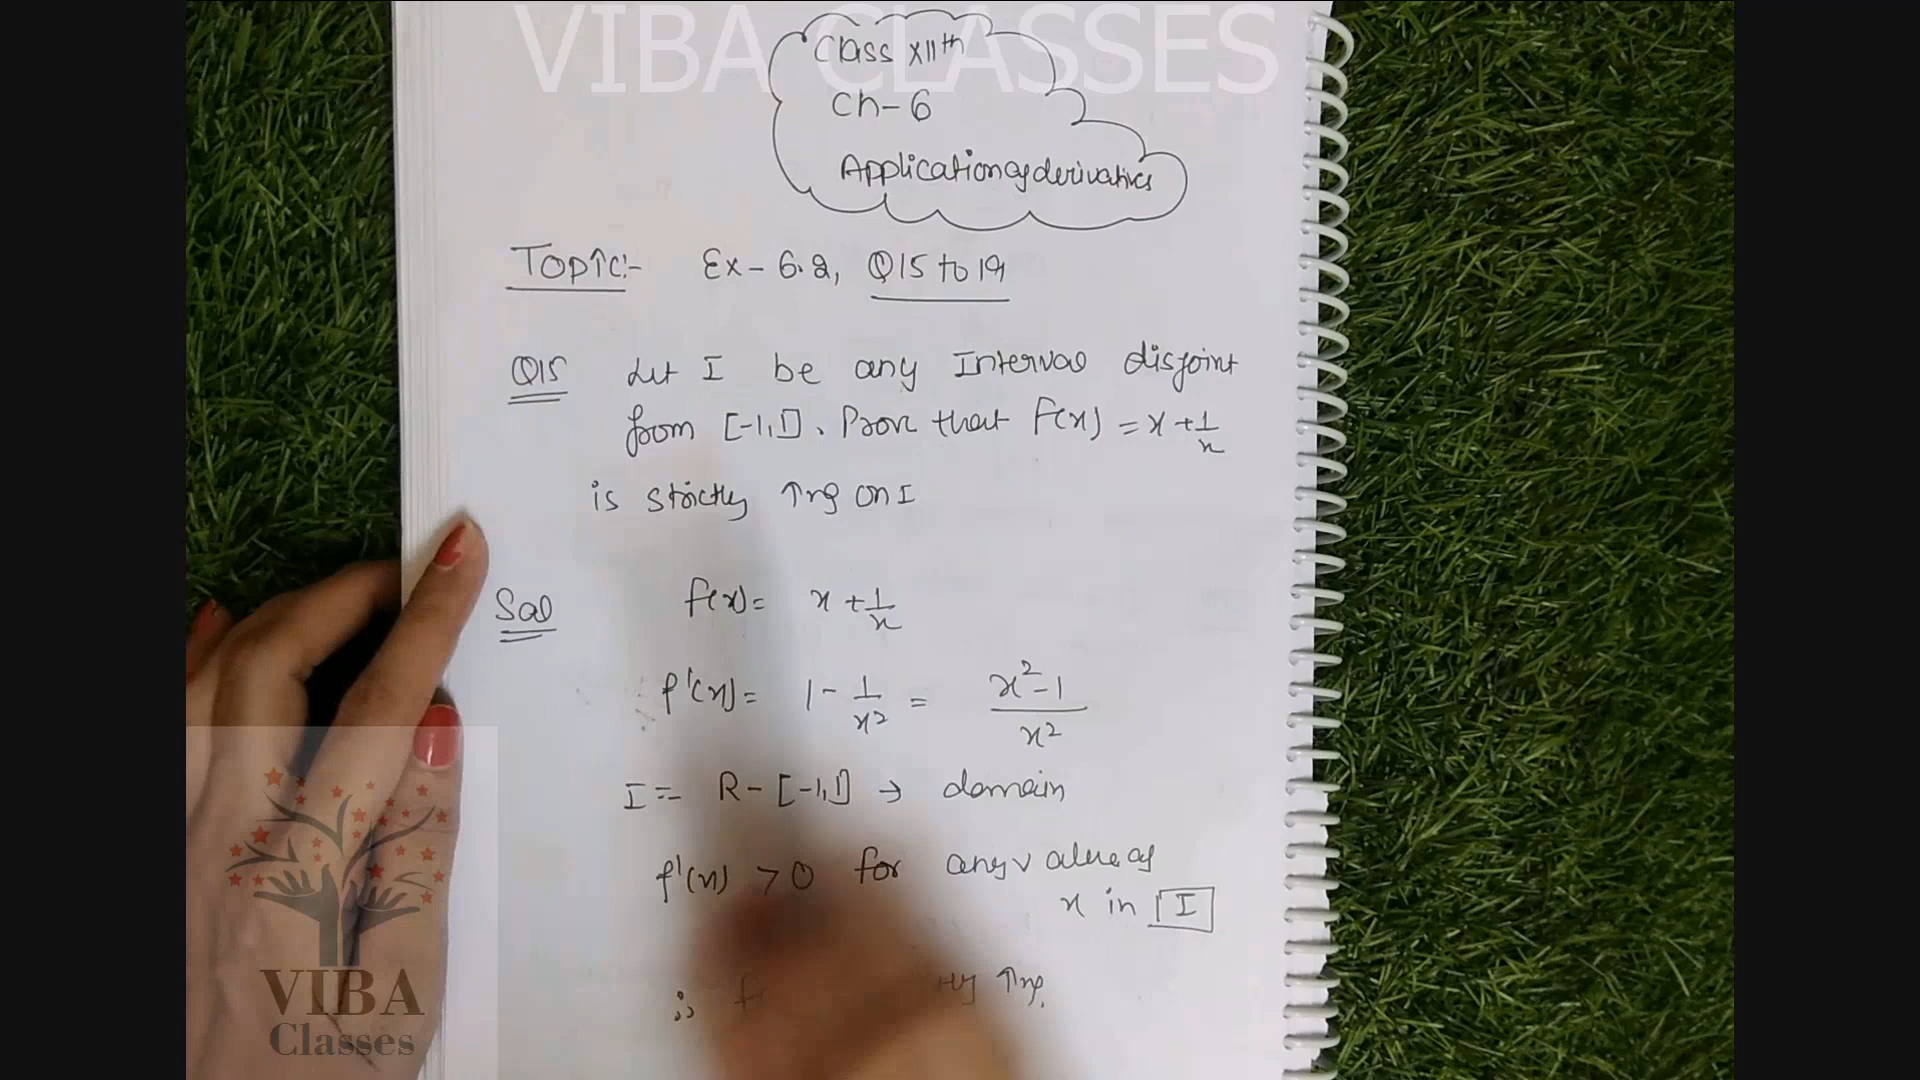 VIBA CLASSES
Class XIIth
Ch-6
Application of derivatives
Topic:- Ex-6.2, Q15 to 19
Q15 Let I be any Interval disjoint
from [-1,1]. Prove that f(x) = x + 1/x
is strictly ↑ng on I
Sol f(x) = x + 1/x
f'(x) = 1 - 1/x² = x²-1/x²
I = R - [-1,1] → domain
f'(x) > 0 for any value of
x in I
∴ ↑ng.
VIBA
Classes